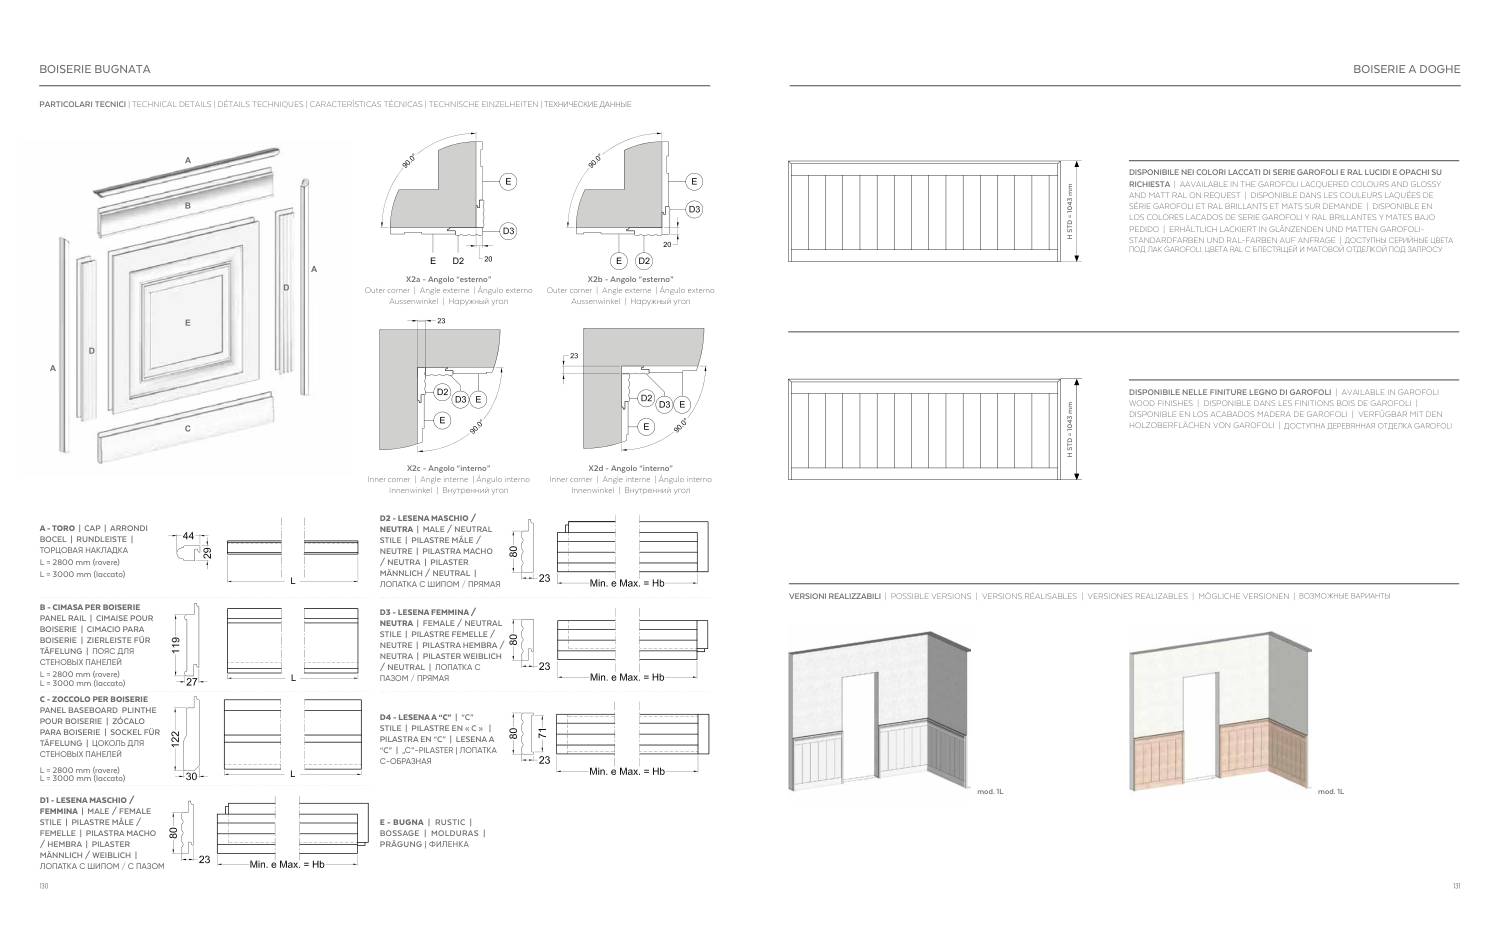 BOISERIE BUGNATA
PARTICOLARI TECNICI | TECHNICAL DETAILS | DÉTAILS TECHNIQUES | CARACTERÍSTICAS TÉCNICAS | TECHNISCHE EINZELHEITEN | ТЕХНИЧЕСКИЕ ДАННЫЕ
A
B
A
D
E
D
A
C
90.0°
E
D3
E D2 20
X2a - Angolo "esterno"
Outer corner | Angle externe | Ángulo externo
Aussenwinkel | Наружный угол
90.0°
E
D3
20
E D2
X2b - Angolo "esterno"
Outer corner | Angle externe | Ángulo externo
Aussenwinkel | Наружный угол
23
D2 D3 E
E
90.0°
X2c - Angolo "interno"
Inner corner | Angle interne | Ángulo interno
Innenwinkel | Внутренний угол
23
D2 D3 E
E
90.0°
X2d - Angolo "interno"
Inner corner | Angle interne | Ángulo interno
Innenwinkel | Внутренний угол
A - TORO | CAP | ARRONDI
BOCEL | RUNDLEISTE |
ТОРЦОВАЯ НАКЛАДКА
L = 2800 mm (rovere)
L = 3000 mm (laccato)
44
29
L
B - CIMASA PER BOISERIE
PANEL RAIL | CIMAISE POUR
BOISERIE | CIMACIO PARA
BOISERIE | ZIERLEISTE FÜR
TÄFELUNG | ПОЯС ДЛЯ
СТЕНОВЫХ ПАНЕЛЕЙ
L = 2800 mm (rovere)
L = 3000 mm (laccato)
119
27
L
C - ZOCCOLO PER BOISERIE
PANEL BASEBOARD PLINTHE
POUR BOISERIE | ZÓCALO
PARA BOISERIE | SOCKEL FÜR
TÄFELUNG | ЦОКОЛЬ ДЛЯ
СТЕНОВЫХ ПАНЕЛЕЙ
L = 2800 mm (rovere)
L = 3000 mm (laccato)
122
30
L
D1 - LESENA MASCHIO /
FEMMINA | MALE / FEMALE
STILE | PILASTRE MÂLE /
FEMELLE | PILASTRA MACHO
/ HEMBRA | PILASTER
MÄNNLICH / WEIBLICH |
ЛОПАТКА С ШИПОМ / С ПАЗОМ
80
23
Min. e Max. = Hb
D2 - LESENA MASCHIO /
NEUTRA | MALE / NEUTRAL
STILE | PILASTRE MÂLE /
NEUTRE | PILASTRA MACHO
/ NEUTRA | PILASTER
MÄNNLICH / NEUTRAL |
ЛОПАТКА С ШИПОМ / ПРЯМАЯ
80
23
Min. e Max. = Hb
D3 - LESENA FEMMINA /
NEUTRA | FEMALE / NEUTRAL
STILE | PILASTRE FEMELLE /
NEUTRE | PILASTRA HEMBRA /
NEUTRA | PILASTER WEIBLICH
/ NEUTRAL | ЛОПАТКА С
ПАЗОМ / ПРЯМАЯ
80
23
Min. e Max. = Hb
D4 - LESENA A "C" | "C"
STILE | PILASTRE EN « C » |
PILASTRA EN "C" | LESENA A
"C" | „C"-PILASTER | ЛОПАТКА
С-ОБРАЗНАЯ
80
71
23
Min. e Max. = Hb
E - BUGNA | RUSTIC |
BOSSAGE | MOLDURAS |
PRÄGUNG | ФИЛЕНКА
130
BOISERIE A DOGHE
H STD = 1043 mm
DISPONIBILE NEI COLORI LACCATI DI SERIE GAROFOLI E RAL LUCIDI E OPACHI SU
RICHIESTA | AAVAILABLE IN THE GAROFOLI LACQUERED COLOURS AND GLOSSY
AND MATT RAL ON REQUEST | DISPONIBLE DANS LES COULEURS LAQUÉES DE
SÉRIE GAROFOLI ET RAL BRILLANTS ET MATS SUR DEMANDE | DISPONIBLE EN
LOS COLORES LACADOS DE SERIE GAROFOLI Y RAL BRILLANTES Y MATES BAJO
PEDIDO | ERHÄLTLICH LACKIERT IN GLÄNZENDEN UND MATTEN GAROFOLI-
STANDARDFARBEN UND RAL-FARBEN AUF ANFRAGE | ДОСТУПНЫ СЕРИЙНЫЕ ЦВЕТА
ПОД ЛАК GAROFOLI. ЦВЕТА RAL С БЛЕСТЯЩЕЙ И МАТОВОЙ ОТДЕЛКОЙ ПОД ЗАПРОСУ
H STD = 1043 mm
DISPONIBILE NELLE FINITURE LEGNO DI GAROFOLI | AVAILABLE IN GAROFOLI
WOOD FINISHES | DISPONIBLE DANS LES FINITIONS BOIS DE GAROFOLI |
DISPONIBLE EN LOS ACABADOS MADERA DE GAROFOLI | VERFÜGBAR MIT DEN
HOLZOBERFLÄCHEN VON GAROFOLI | ДОСТУПНА ДЕРЕВЯННАЯ ОТДЕЛКА GAROFOLI
VERSIONI REALIZZABILI | POSSIBLE VERSIONS | VERSIONS RÉALISABLES | VERSIONES REALIZABLES | MÖGLICHE VERSIONEN | ВОЗМОЖНЫЕ ВАРИАНТЫ
mod. 1L
mod. 1L
131